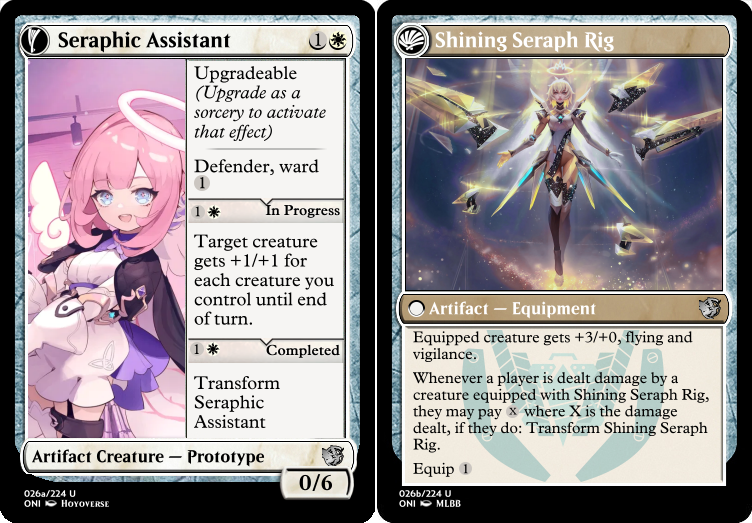 Seraphic Assistant 1
Upgradeable
(Upgrade as a
sorcery to activate
that effect)
Defender, ward
1
1 In Progress
Target creature
gets +1/+1 for
each creature you
control until end
of turn.
1 Completed
Transform
Seraphic
Assistant
Artifact Creature — Prototype
0/6
026a/224 U
ONI HOYOVERSE
Shining Seraph Rig
Artifact — Equipment
Equipped creature gets +3/+0, flying and
vigilance.
Whenever a player is dealt damage by a
creature equipped with Shining Seraph Rig,
they may pay X where X is the damage
dealt, if they do: Transform Shining Seraph
Rig.
Equip 1
026b/224 U
ONI MLBB